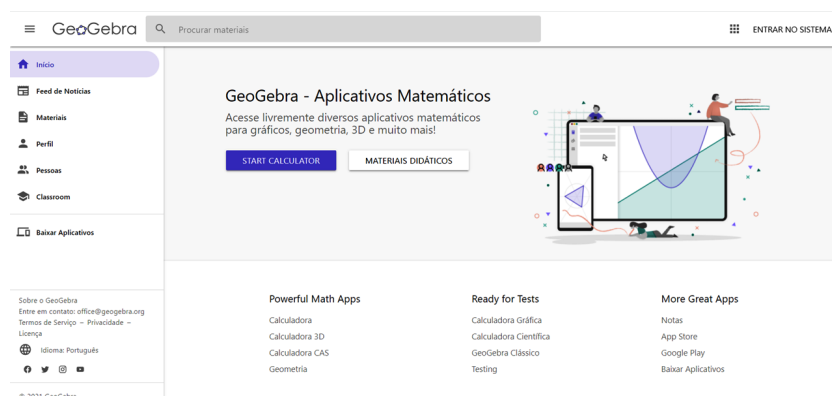 GeoGebra
Procurar materiais
ENTRAR NO SISTEMA
Início
Feed de Notícias
Materiais
Perfil
Pessoas
Classroom
Baixar Aplicativos
Sobre o GeoGebra
Entre em contato: office@geogebra.org
Termos de Serviço – Privacidade –
Licença
Idioma: Português
© 2021 GeoGebra
GeoGebra - Aplicativos Matemáticos
Acesse livremente diversos aplicativos matemáticos
para gráficos, geometria, 3D e muito mais!
START CALCULATOR
MATERIAIS DIDÁTICOS
Powerful Math Apps
Calculadora
Calculadora 3D
Calculadora CAS
Geometria
Ready for Tests
Calculadora Gráfica
Calculadora Científica
GeoGebra Clássico
Testing
More Great Apps
Notas
App Store
Google Play
Baixar Aplicativos